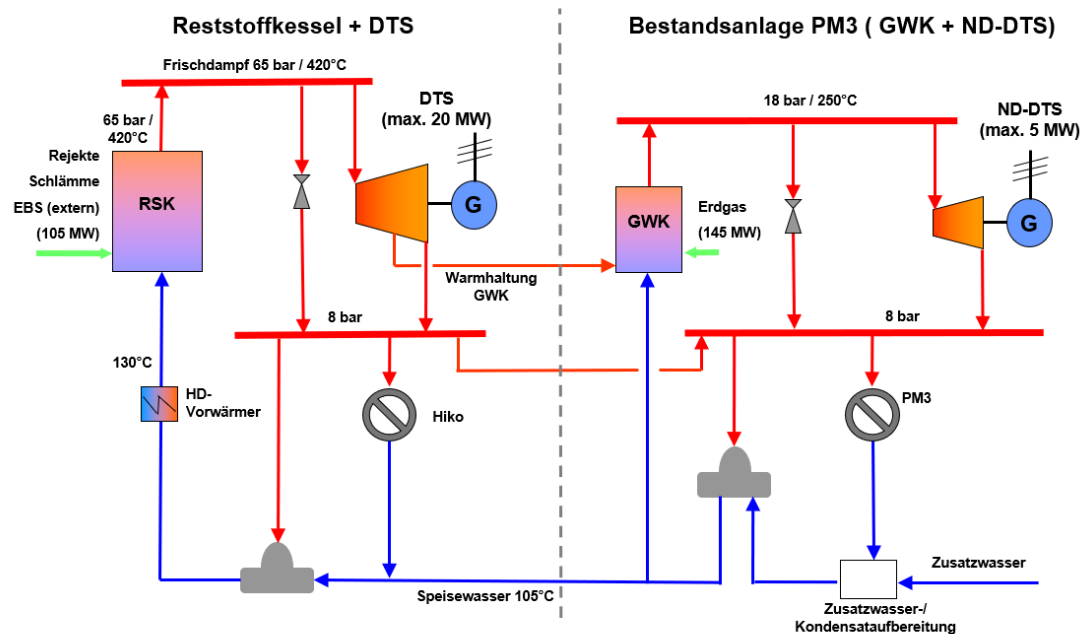 Reststoffkessel + DTS
Bestandsanlage PM3 ( GWK + ND-DTS)
Frischdampf 65 bar / 420°C
DTS
(max. 20 MW)
18 bar / 250°C
ND-DTS
(max. 5 MW)
65 bar /
420°C
Rejekte
Schlämme
EBS (extern)
(105 MW)
RSK
G
GWK
Erdgas
(145 MW)
G
Warmhaltung
GWK
8 bar
8 bar
130°C
HD-
Vorwärmer
Hiko
PM3
Speisewasser 105°C
Zusatzwasser
Zusatzwasser-/
Kondensataufbereitung